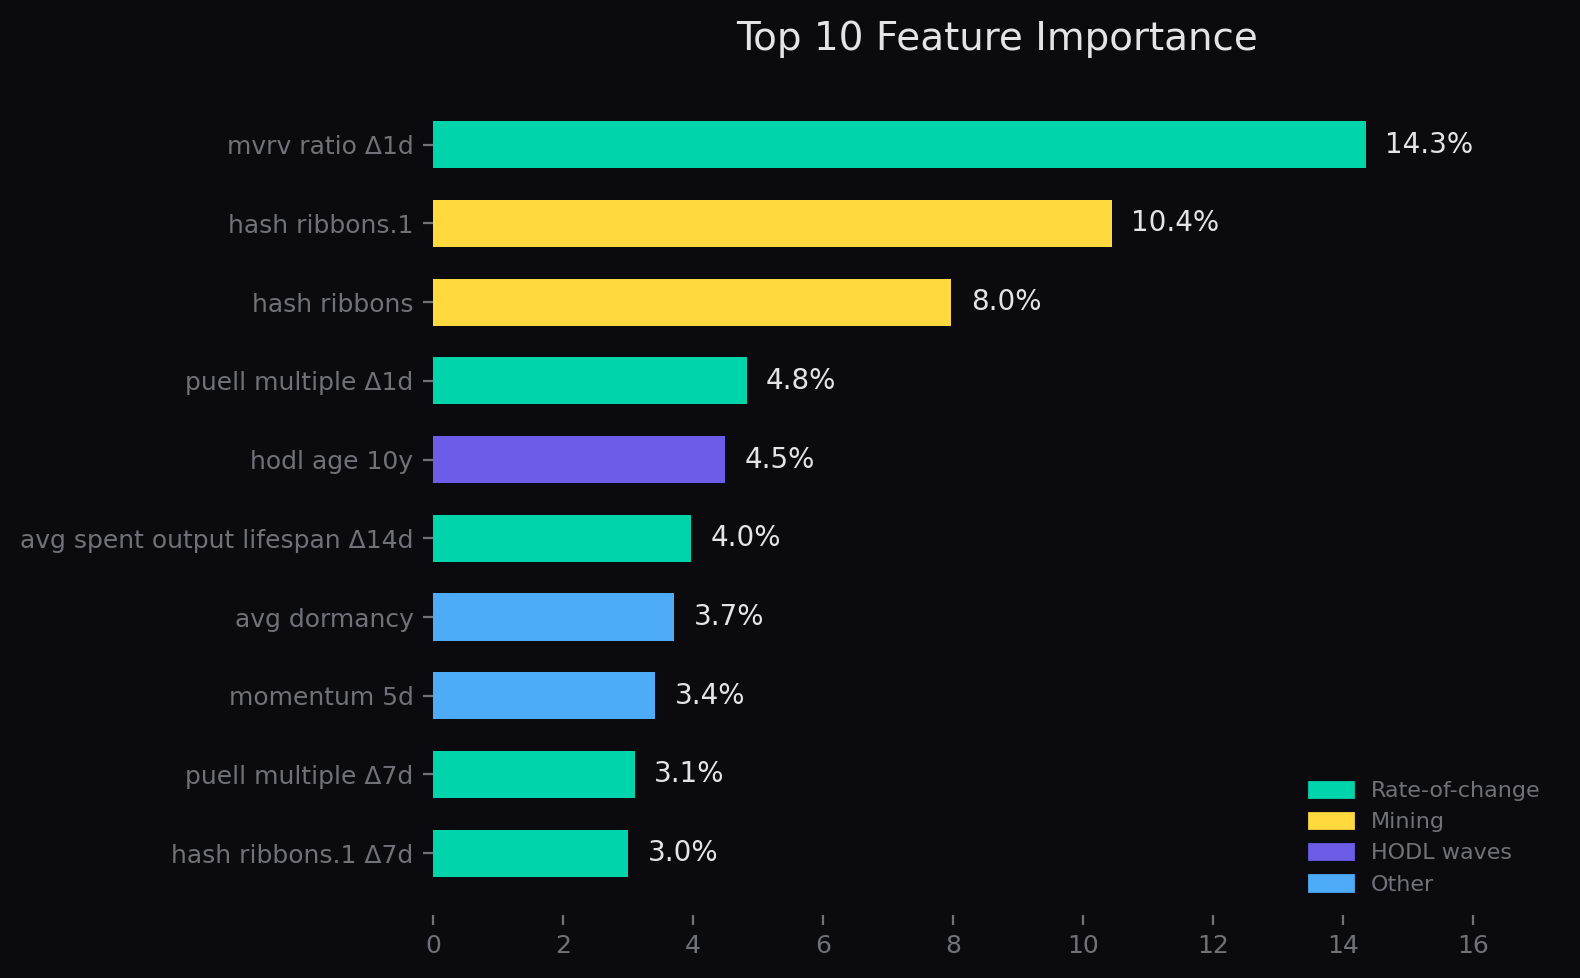 Top 10 Feature Importance
mvrv ratio Δ1d 14.3%
hash ribbons.1 10.4%
hash ribbons 8.0%
puell multiple Δ1d 4.8%
hodl age 10y 4.5%
avg spent output lifespan Δ14d 4.0%
avg dormancy 3.7%
momentum 5d 3.4%
puell multiple Δ7d 3.1%
hash ribbons.1 Δ7d 3.0%
Rate-of-change
Mining
HODL waves
Other
0 2 4 6 8 10 12 14 16